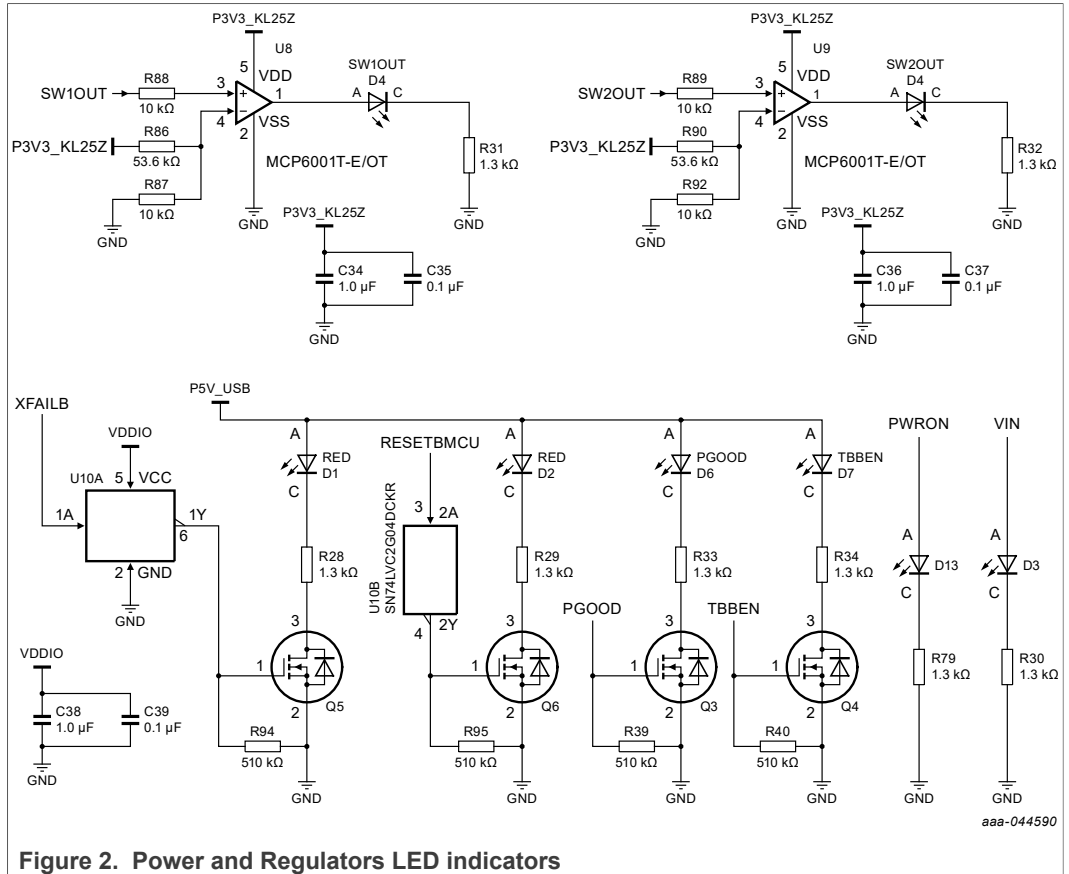 P3V3_KL25Z
U8
5
VDD
SW1OUT
R88
10 kΩ
3
+
−
4
1
VSS
2
SW1OUT
D4
A
C
R86
53.6 kΩ
P3V3_KL25Z
MCP6001T-E/OT
R31
1.3 kΩ
R87
10 kΩ
GND
GND
GND
P3V3_KL25Z
C34
1.0 µF
C35
0.1 µF
GND
P3V3_KL25Z
U9
5
VDD
SW2OUT
R89
10 kΩ
3
+
−
4
1
VSS
2
SW2OUT
D4
A
C
R90
53.6 kΩ
P3V3_KL25Z
MCP6001T-E/OT
R32
1.3 kΩ
R92
10 kΩ
GND
GND
GND
P3V3_KL25Z
C36
1.0 µF
C37
0.1 µF
GND
XFAILB
VDDIO
U10A
5 VCC
1A
1Y
6
2 GND
GND
VDDIO
C38
1.0 µF
C39
0.1 µF
GND
P5V_USB
A
RED
D1
C
R28
1.3 kΩ
3
1
2
Q5
R94
510 kΩ
GND
RESETBMCU
3
2A
U10B
SN74LVC2G04DCKR
4
2Y
A
RED
D2
C
R29
1.3 kΩ
3
1
2
Q6
R95
510 kΩ
GND
A
PGOOD
D6
C
R33
1.3 kΩ
PGOOD
3
1
2
Q3
R39
510 kΩ
GND
A
TBBEN
D7
C
R34
1.3 kΩ
TBBEN
3
1
2
Q4
R40
510 kΩ
GND
PWRON
A
D13
C
R79
1.3 kΩ
GND
VIN
A
D3
C
R30
1.3 kΩ
GND
aaa-044590
Figure 2. Power and Regulators LED indicators